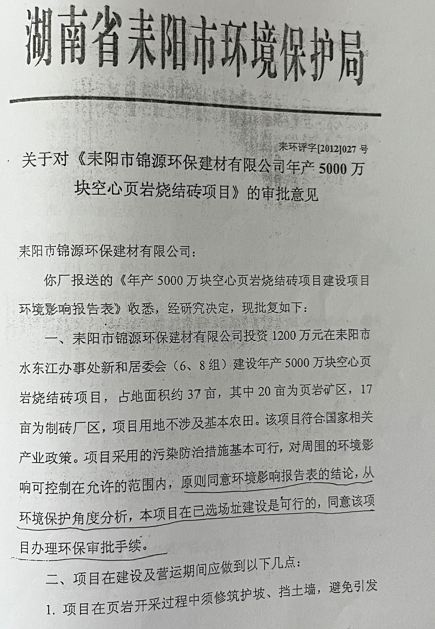 湖南省耒阳市环境保护局
耒环评字[2012]027 号
关于对《耒阳市锦源环保建材有限公司年产 5000 万
块空心页岩烧结砖项目》的审批意见
耒阳市锦源环保建材有限公司：
你厂报送的《年产 5000 万块空心页岩烧结砖项目建设项目
环境影响报告表》收悉，经研究决定，现批复如下：
一、耒阳市锦源环保建材有限公司投资 1200 万元在耒阳市
水东江办事处新和居委会（6、8 组）建设年产 5000 万块空心页
岩烧结砖项目，占地面积约 37 亩，其中 20 亩为页岩矿区，17
亩为制砖厂区，项目用地不涉及基本农田。该项目符合国家相关
产业政策。项目采用的污染防治措施基本可行，对周围的环境影
响可控制在允许的范围内，原则同意环境影响报告表的结论，从
环境保护角度分析，本项目在已选场址建设是可行的，同意该项
目办理环保审批手续。
二、项目在建设及营运期间应做到以下几点：
1. 项目在页岩开采过程中须修筑护坡、挡土墙，避免引发